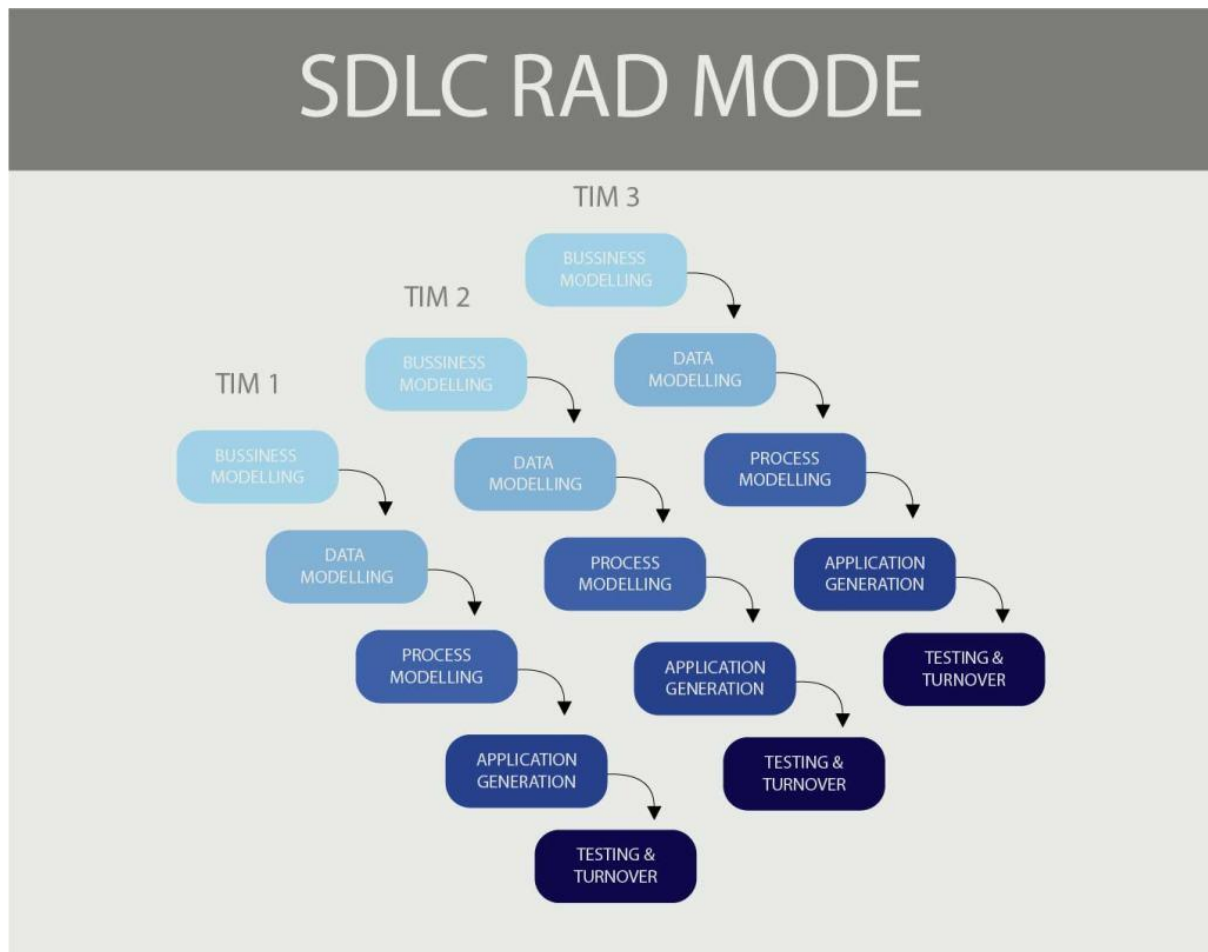 SDLC RAD MODE
TIM 3
BUSSINESS
MODELLING
DATA
MODELLING
PROCESS
MODELLING
APPLICATION
GENERATION
TESTING &
TURNOVER
TIM 2
BUSSINESS
MODELLING
DATA
MODELLING
PROCESS
MODELLING
APPLICATION
GENERATION
TESTING &
TURNOVER
TIM 1
BUSSINESS
MODELLING
DATA
MODELLING
PROCESS
MODELLING
APPLICATION
GENERATION
TESTING &
TURNOVER